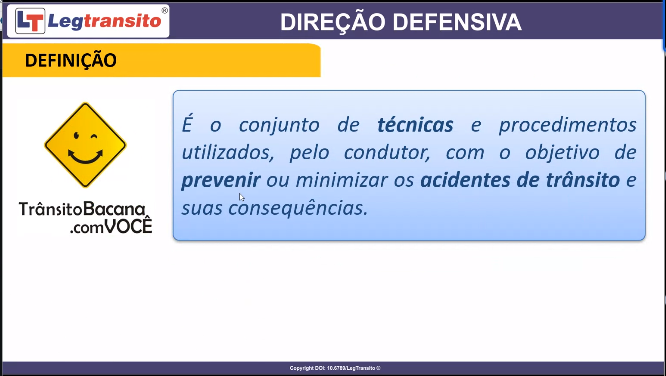 LT Legtransito®
DIREÇÃO DEFENSIVA
DEFINIÇÃO
É o conjunto de técnicas e procedimentos
utilizados, pelo condutor, com o objetivo de
prevenir ou minimizar os acidentes de trânsito e
suas consequências.
TrânsitoBacana
.comVOCÊ
Copyright DOI: 10.6789/LegTransito ©